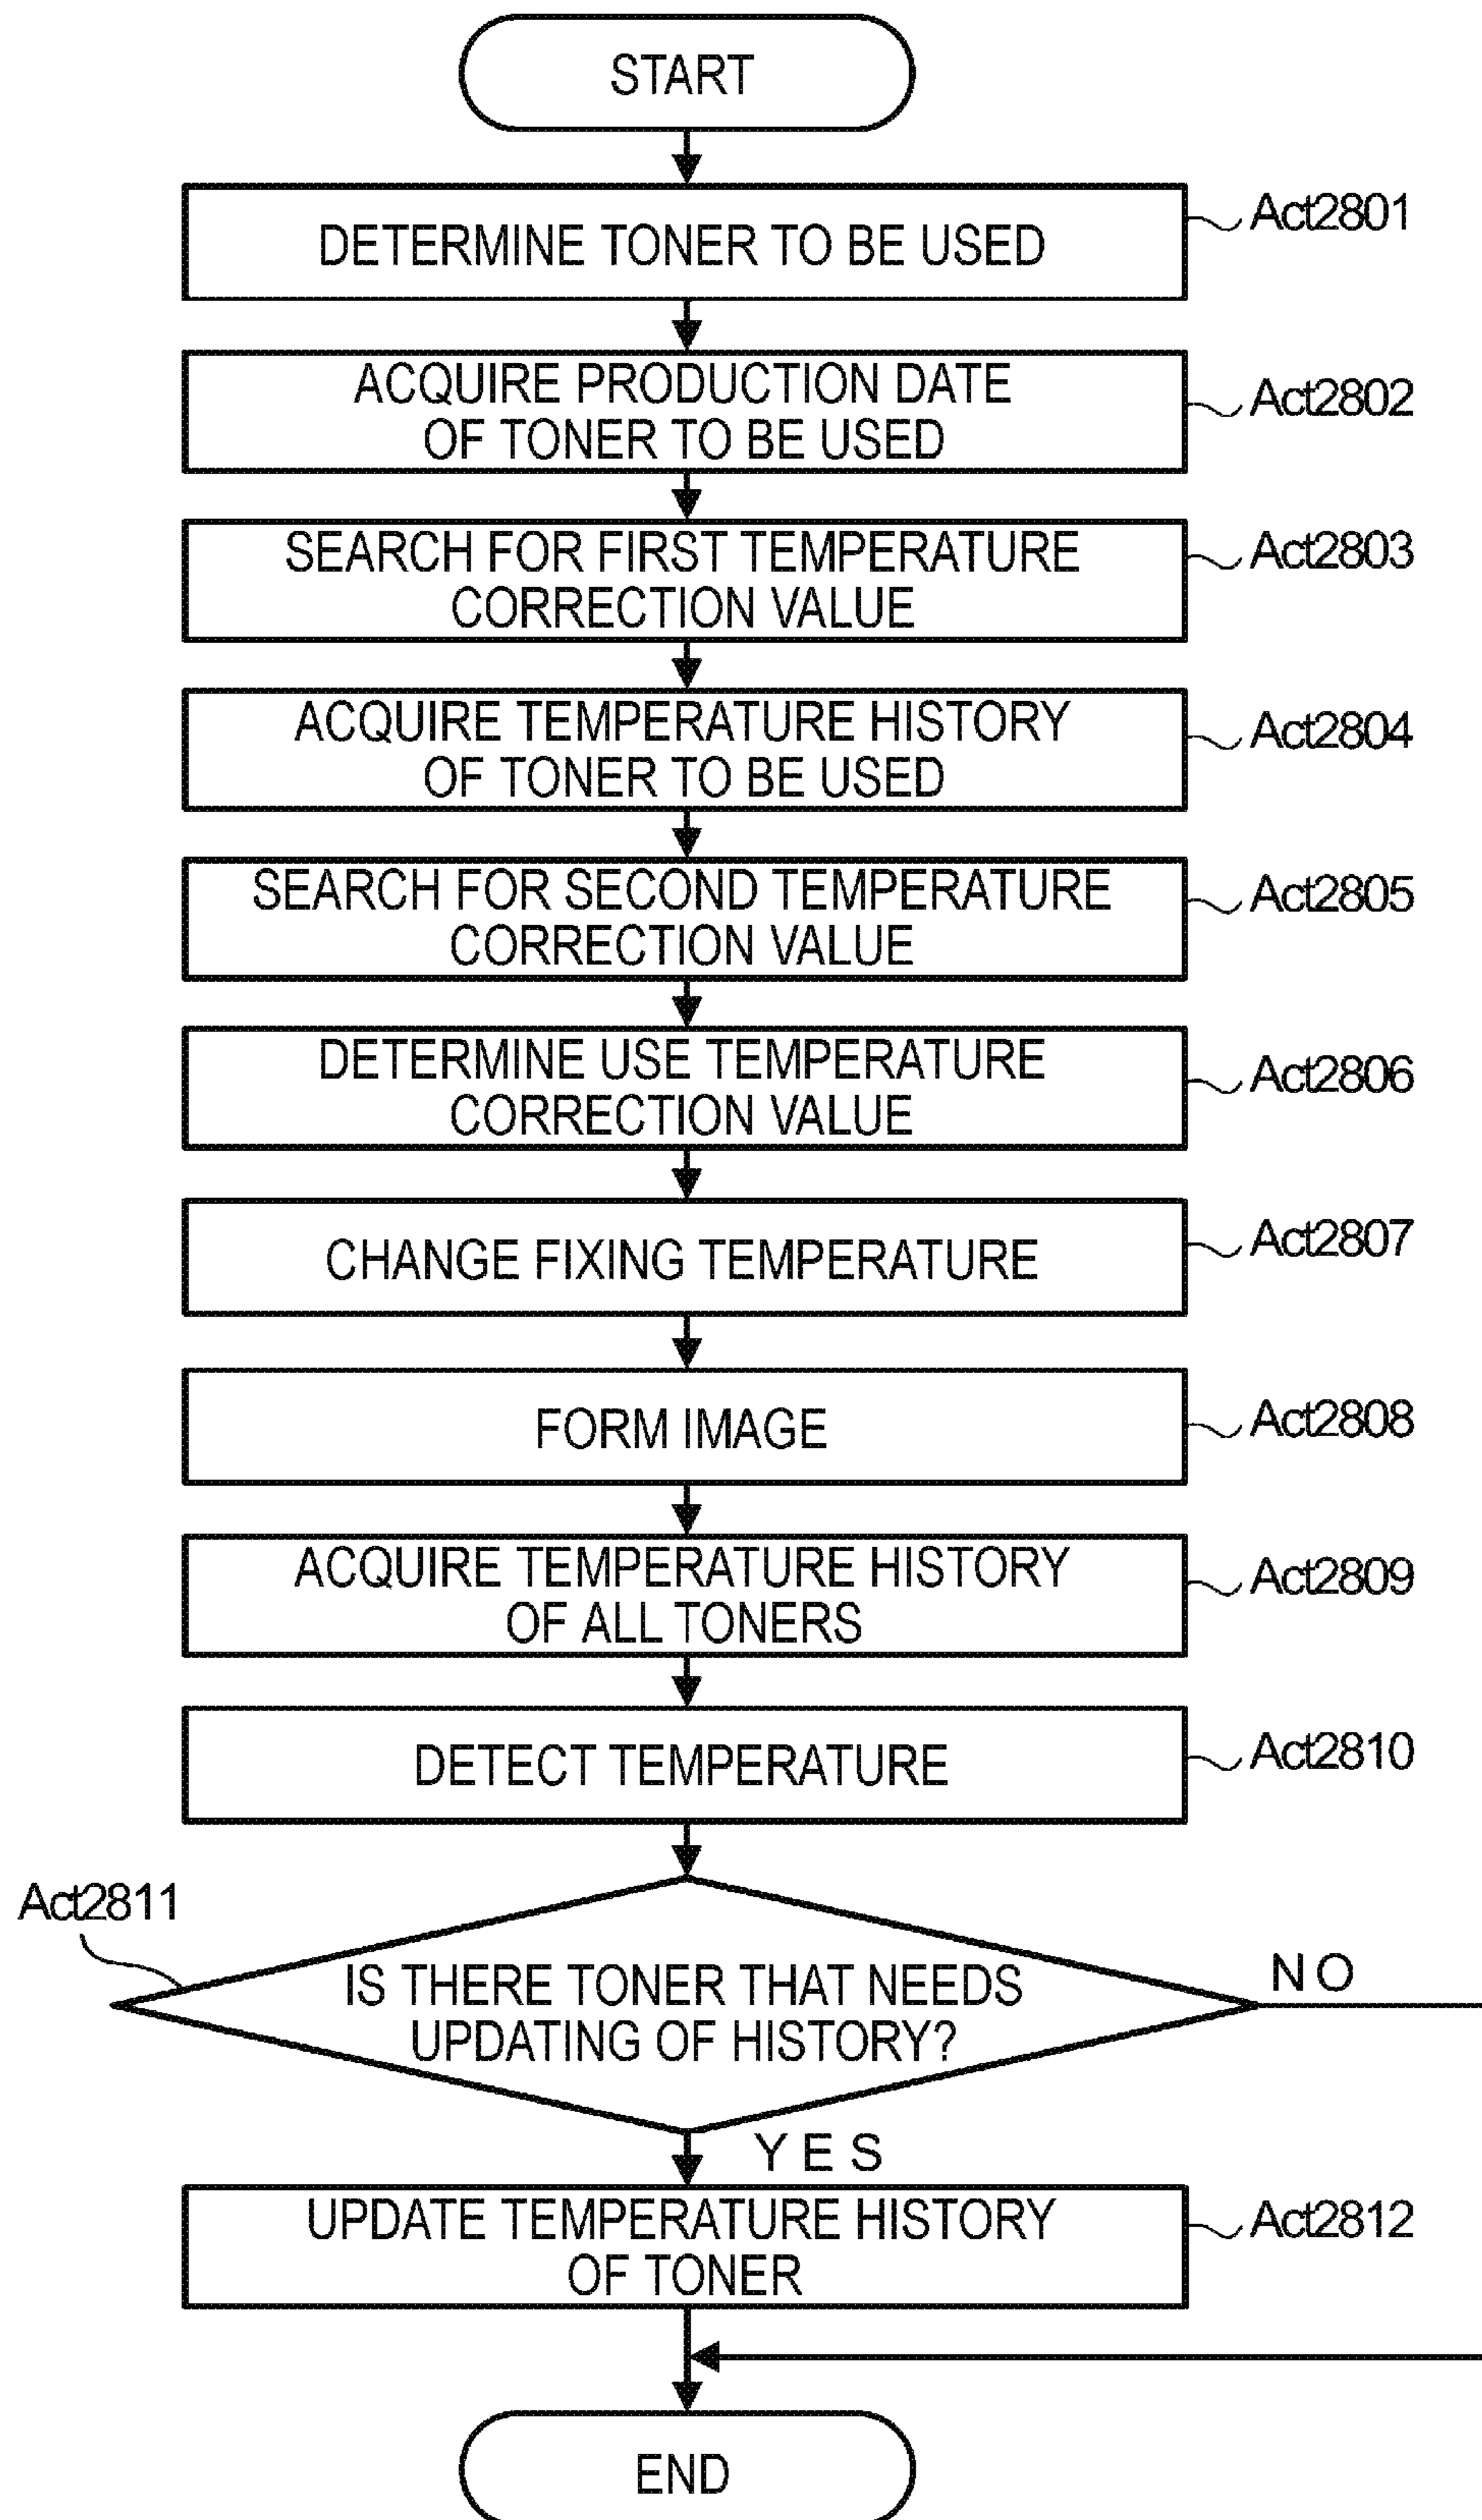 START
DETERMINE TONER TO BE USED
Act2801
ACQUIRE PRODUCTION DATE
OF TONER TO BE USED
Act2802
SEARCH FOR FIRST TEMPERATURE
CORRECTION VALUE
Act2803
ACQUIRE TEMPERATURE HISTORY
OF TONER TO BE USED
Act2804
SEARCH FOR SECOND TEMPERATURE
CORRECTION VALUE
Act2805
DETERMINE USE TEMPERATURE
CORRECTION VALUE
Act2806
CHANGE FIXING TEMPERATURE
Act2807
FORM IMAGE
Act2808
ACQUIRE TEMPERATURE HISTORY
OF ALL TONERS
Act2809
DETECT TEMPERATURE
Act2810
Act2811
IS THERE TONER THAT NEEDS
UPDATING OF HISTORY?
NO
YES
UPDATE TEMPERATURE HISTORY
OF TONER
Act2812
END